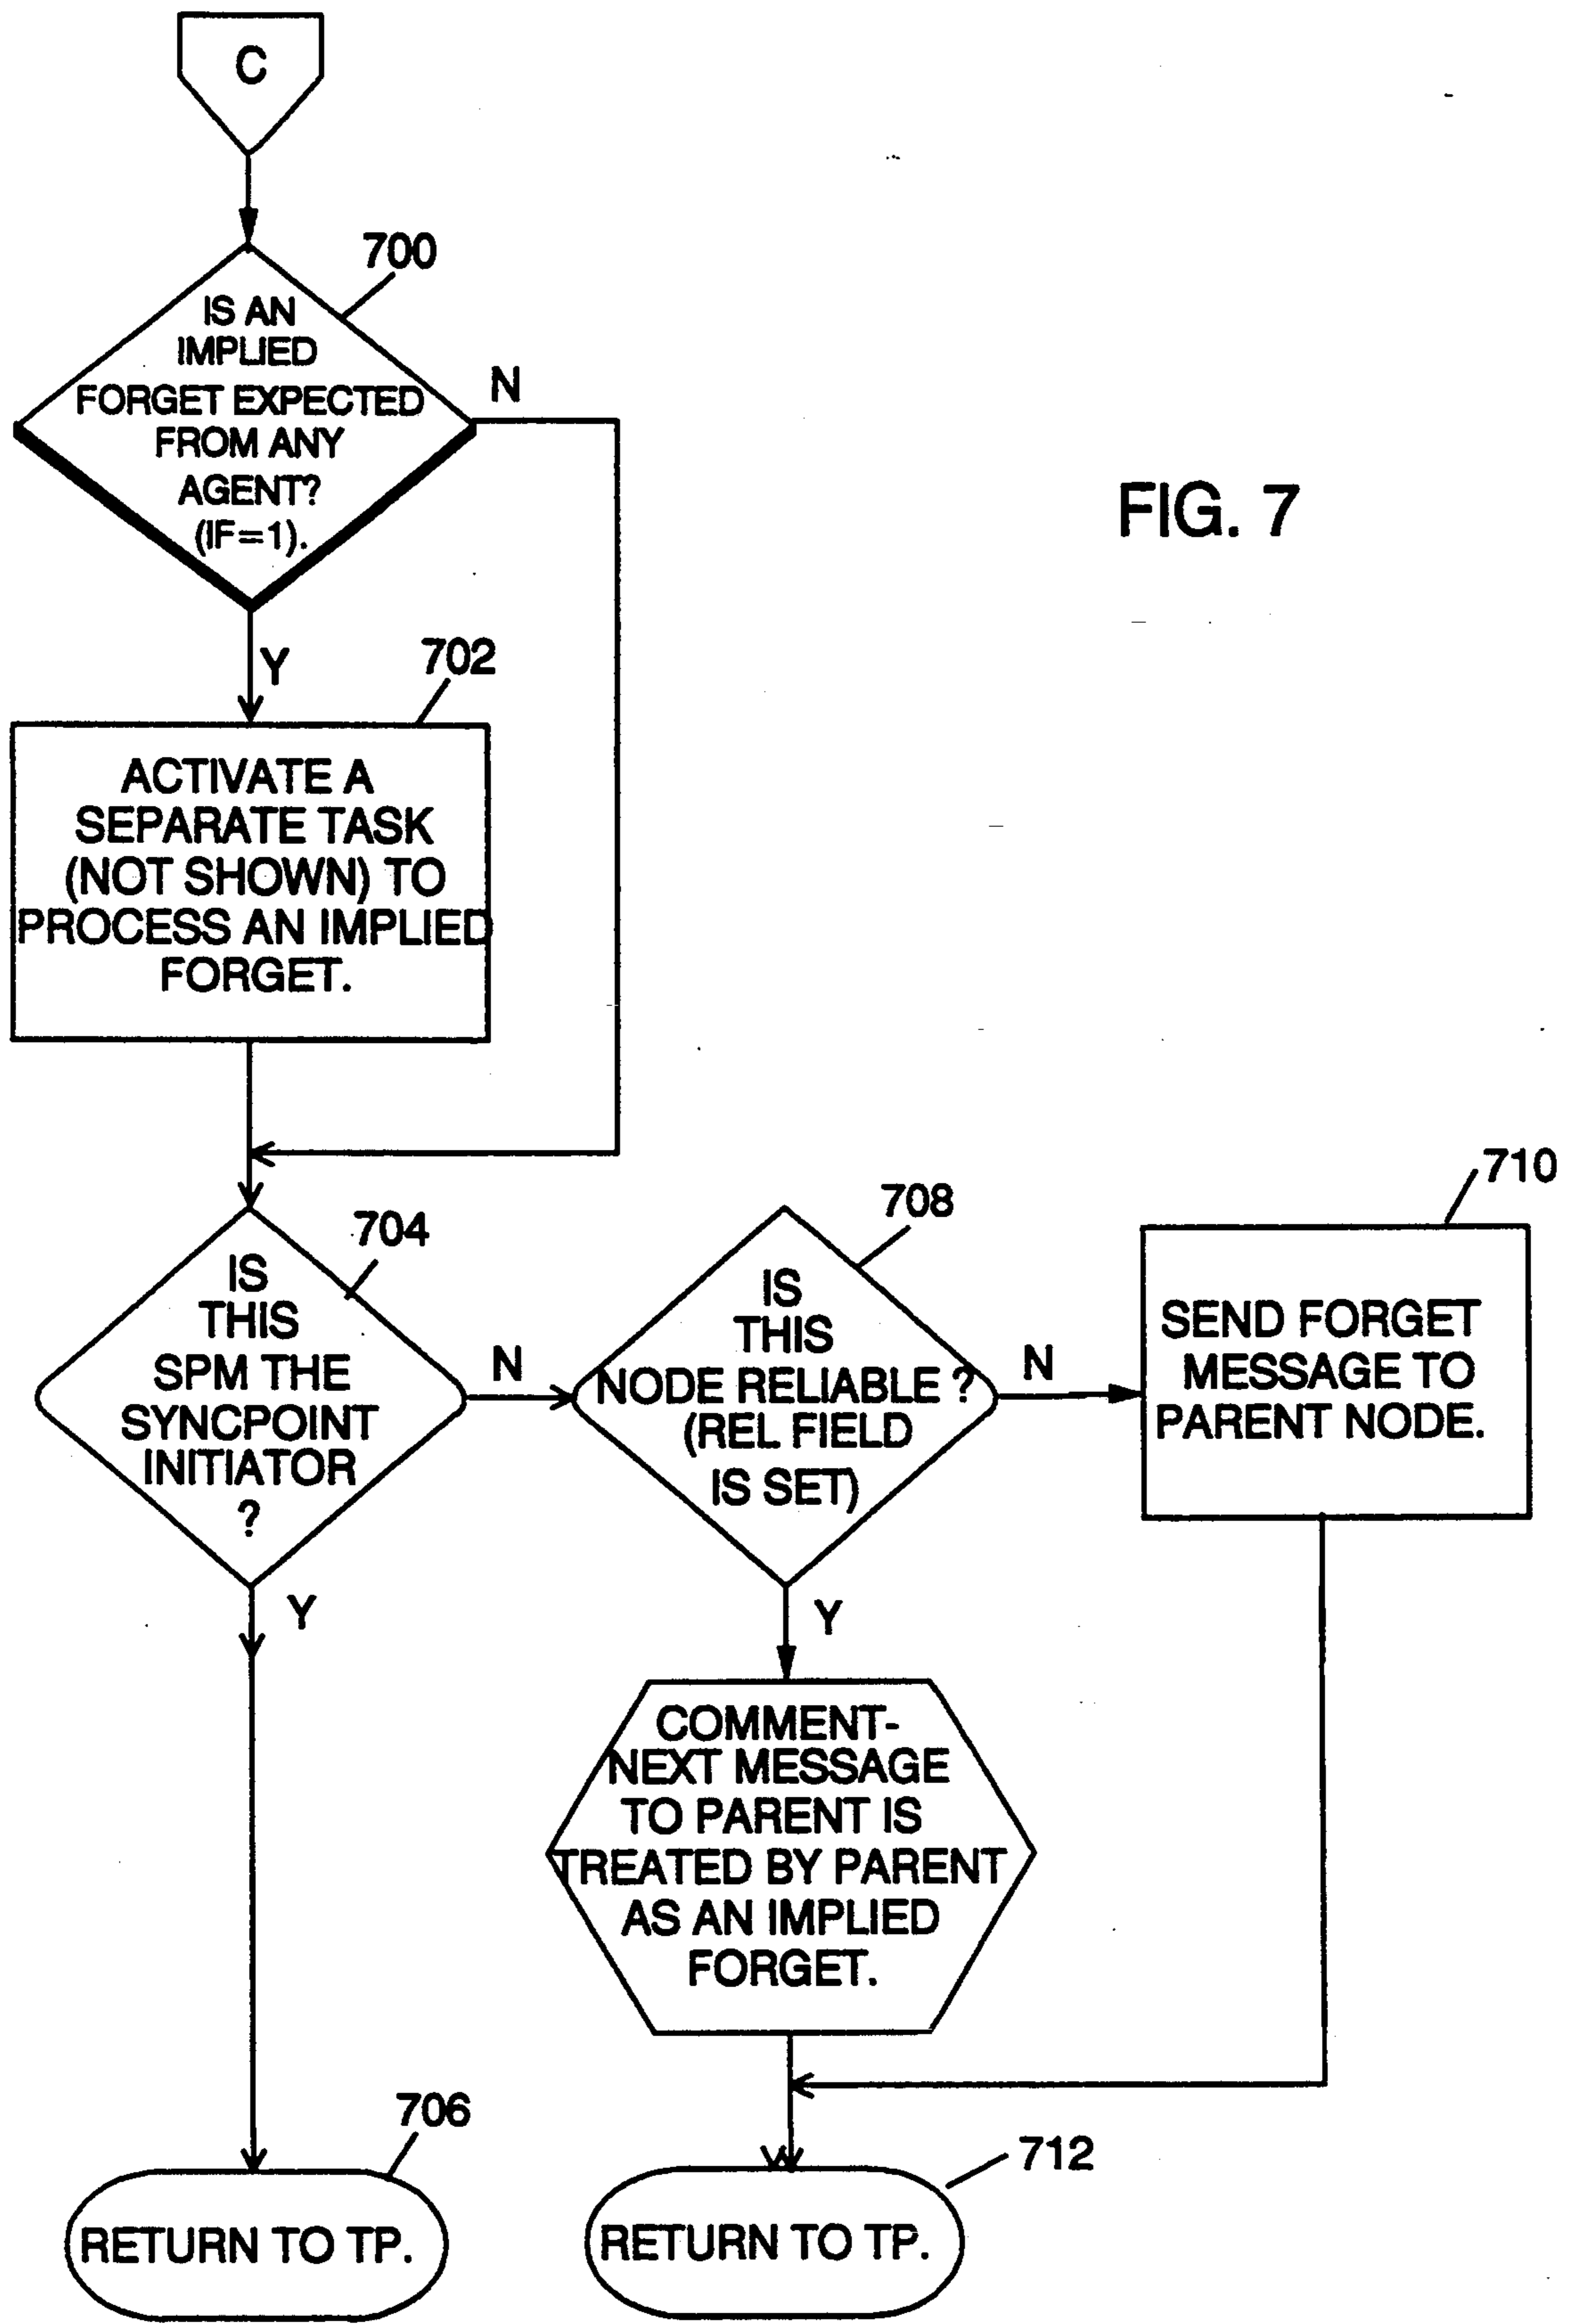 C
700
IS AN
IMPLIED
FORGET EXPECTED
FROM ANY
AGENT?
(IF=1).
N
FIG. 7
Y
702
ACTIVATE A
SEPARATE TASK
(NOT SHOWN) TO
PROCESS AN IMPLIED
FORGET.
704
IS
THIS
SPM THE
SYNCPOINT
INITIATOR
?
N
Y
708
IS
THIS
NODE RELIABLE ?
(REL FIELD
IS SET)
N
Y
710
SEND FORGET
MESSAGE TO
PARENT NODE.
COMMENT-
NEXT MESSAGE
TO PARENT IS
TREATED BY PARENT
AS AN IMPLIED
FORGET.
706
RETURN TO TP.
712
RETURN TO TP.